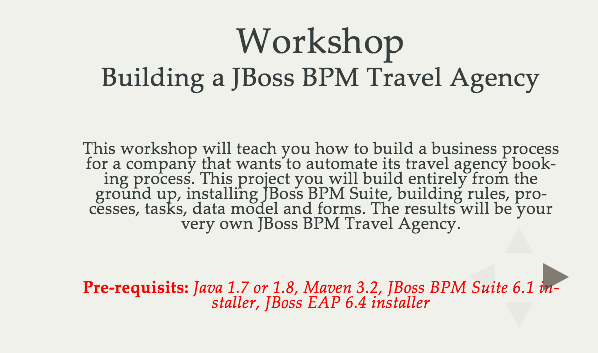 Workshop
Building a JBoss BPM Travel Agency
This workshop will teach you how to build a business process
for a company that wants to automate its travel agency book-
ing process. This project you will build entirely from the
ground up, installing JBoss BPM Suite, building rules, pro-
cesses, tasks, data model and forms. The results will be your
very own JBoss BPM Travel Agency.
Pre-requisits: Java 1.7 or 1.8, Maven 3.2, JBoss BPM Suite 6.1 in-
staller, JBoss EAP 6.4 installer